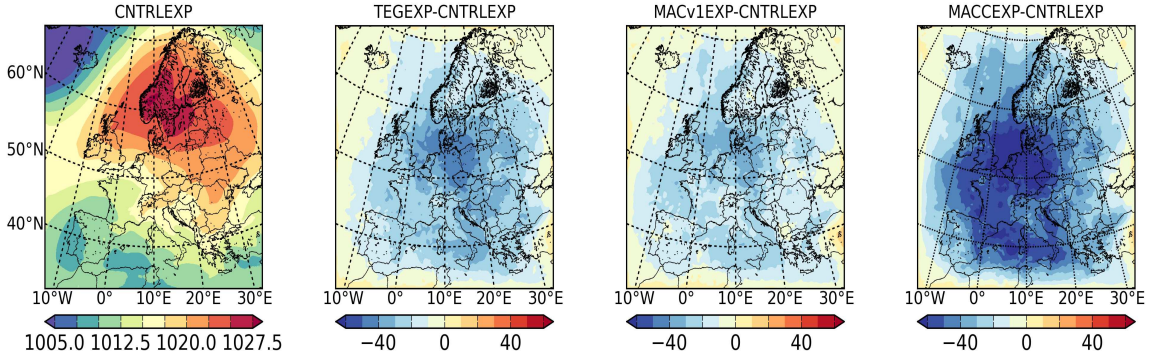 CNTRLEXP TEGEXP-CNTRLEXP MACv1EXP-CNTRLEXP MACCEXP-CNTRLEXP
60°N
50°N
40°N
10°W 0° 10°E 20°E 30°E 10°W 0° 10°E 20°E 30°E 10°W 0° 10°E 20°E 30°E 10°W 0° 10°E 20°E 30°E
1005.0 1012.5 1020.0 1027.5 −40 0 40 −40 0 40 −40 0 40